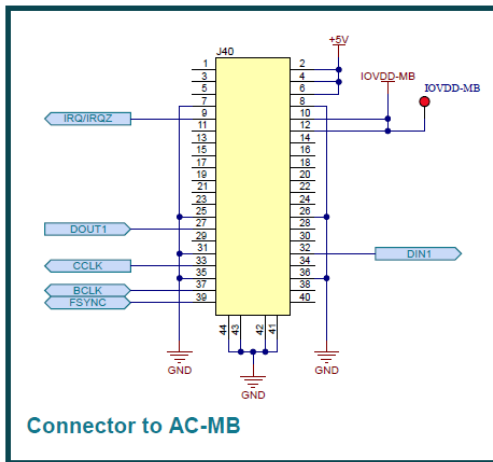 J40
+5V
IOVDD-MB
IOVDD-MB
1 2
3 4
5 6
7 8
IRQ/IRQZ 9 10
11 12
13 14
15 16
17 18
19 20
21 22
23 24
25 26
DOUT1 27 28
29 30
31 32 DIN1
CCLK 33 34
35 36
BCLK 37 38
FSYNC 39 40
44 43 42 41
GND GND
GND
Connector to AC-MB